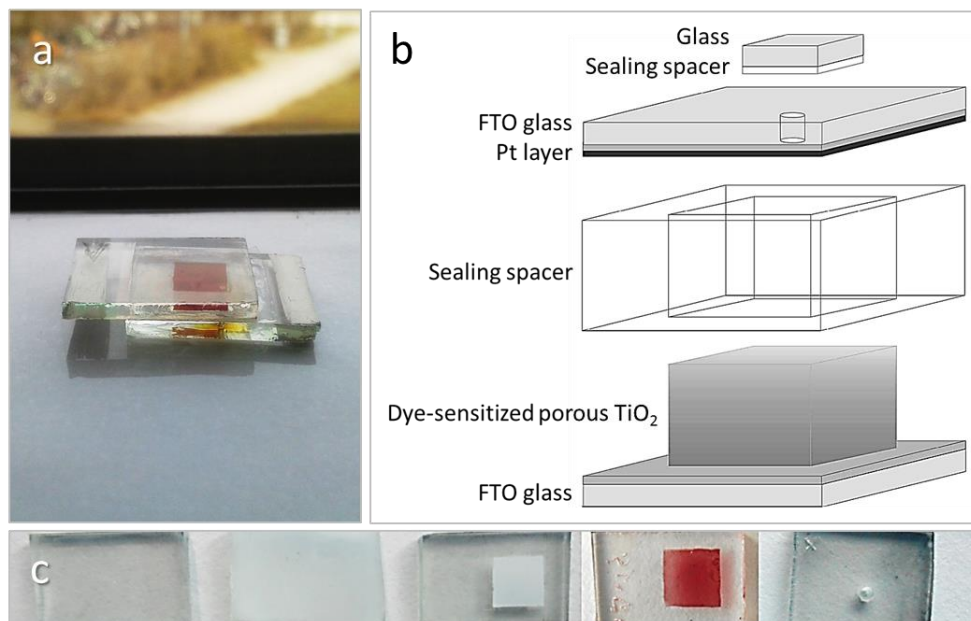 a
b
Glass
Sealing spacer
FTO glass
Pt layer
Sealing spacer
Dye-sensitized porous TiO₂
FTO glass
c